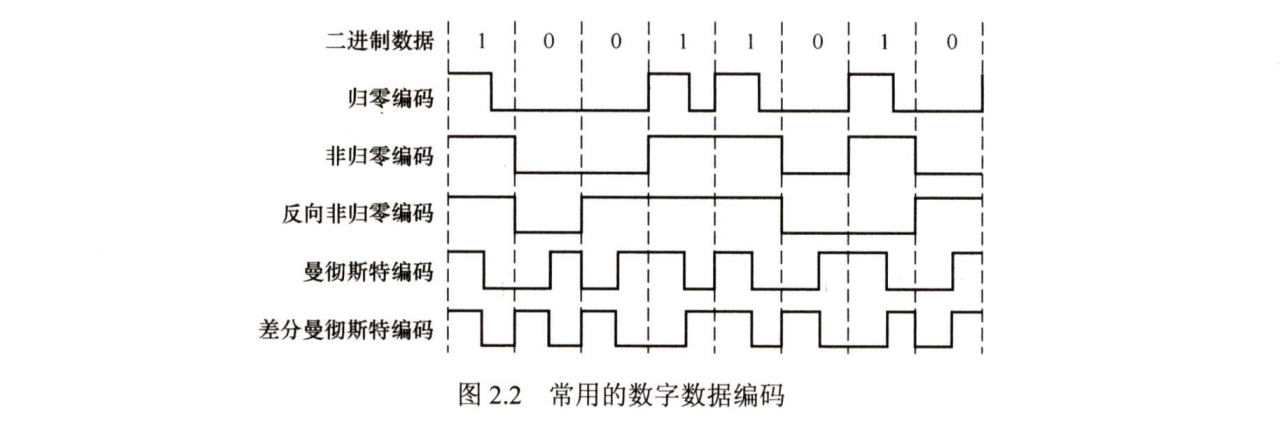 二进制数据 1 0 0 1 1 0 1 0
归零编码
非归零编码
反向非归零编码
曼彻斯特编码
差分曼彻斯特编码
图 2.2 常用的数字数据编码